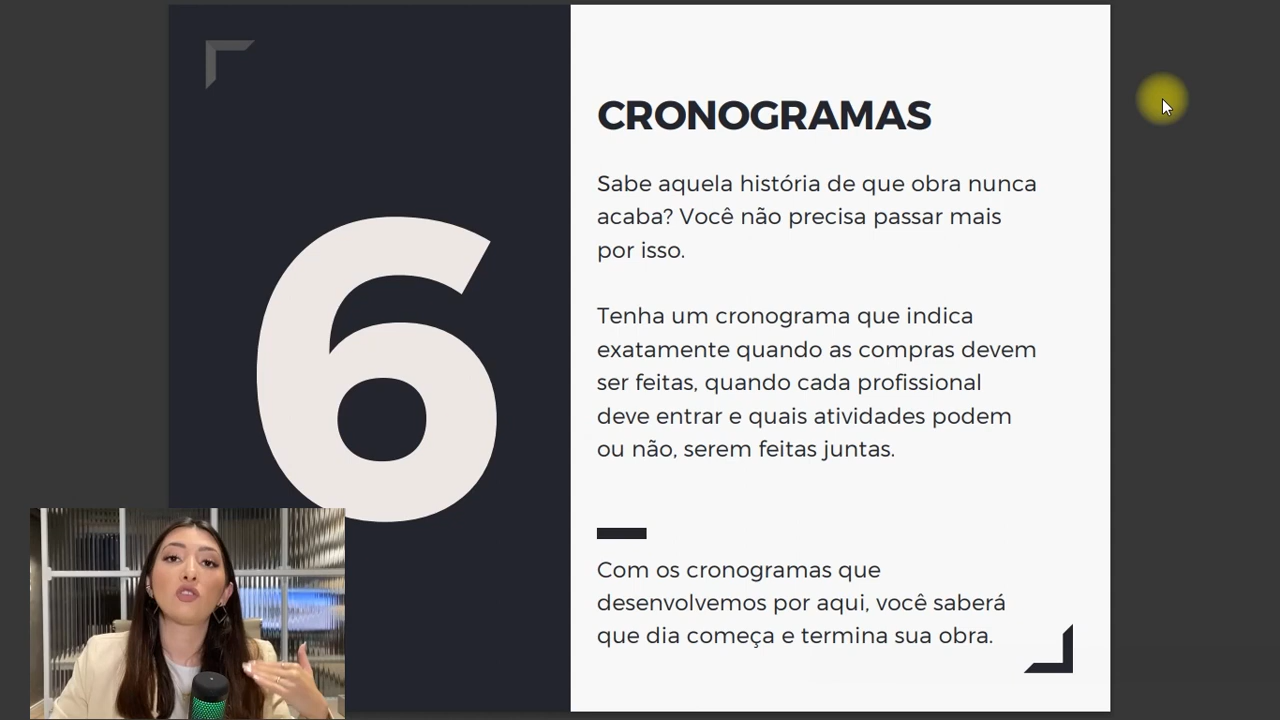 6
CRONOGRAMAS
Sabe aquela história de que obra nunca
acaba? Você não precisa passar mais
por isso.
Tenha um cronograma que indica
exatamente quando as compras devem
ser feitas, quando cada profissional
deve entrar e quais atividades podem
ou não, serem feitas juntas.
Com os cronogramas que
desenvolvemos por aqui, você saberá
que dia começa e termina sua obra.